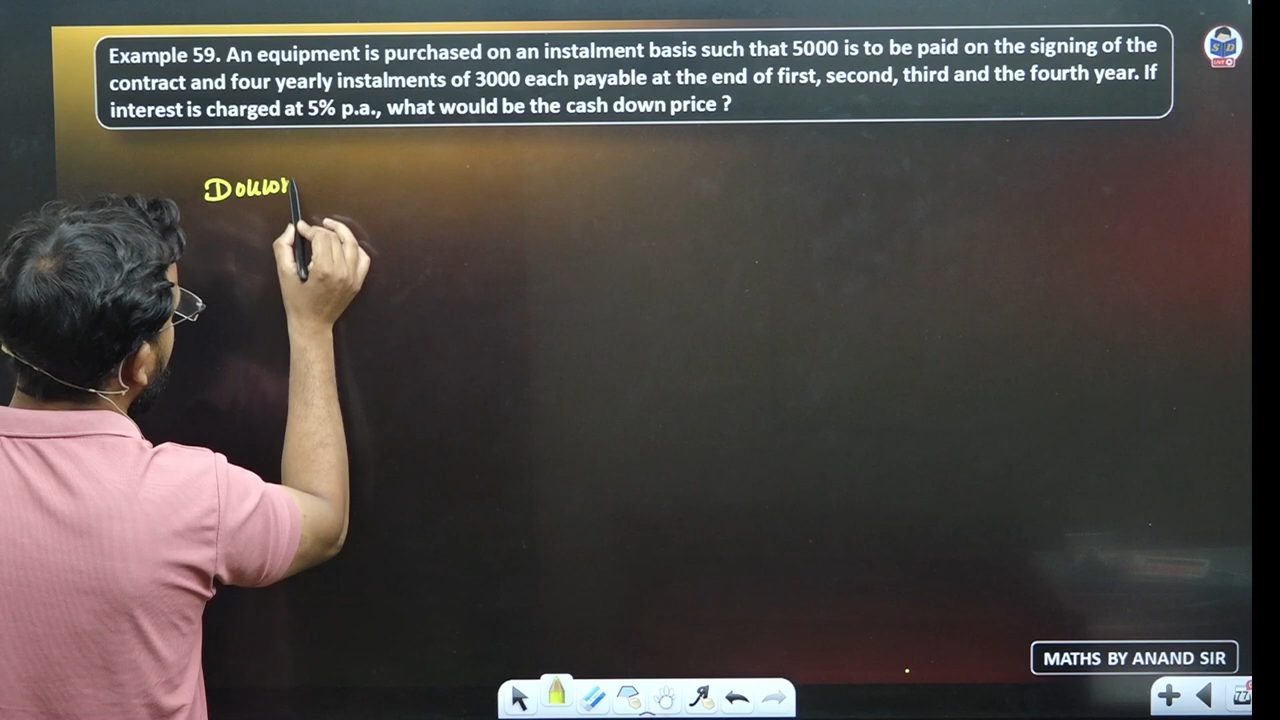 Example 59. An equipment is purchased on an instalment basis such that 5000 is to be paid on the signing of the
contract and four yearly instalments of 3000 each payable at the end of first, second, third and the fourth year. If
interest is charged at 5% p.a., what would be the cash down price ?
SD
LIVE
MATHS BY ANAND SIR
77